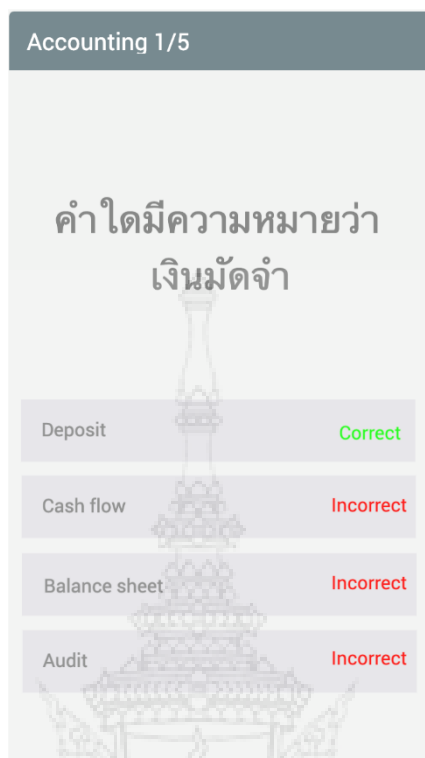 Accounting 1/5
คำใดมีความหมายว่า
เงินมัดจำ
Deposit Correct
Cash flow Incorrect
Balance sheet Incorrect
Audit Incorrect